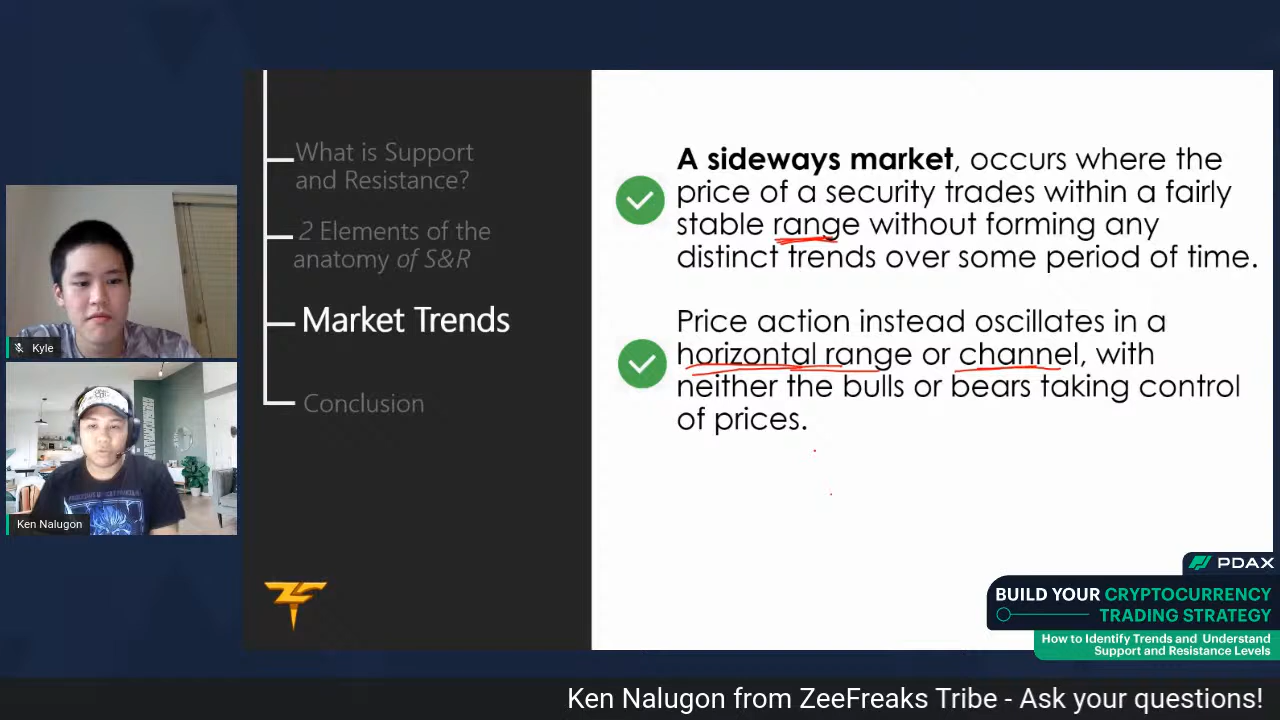 What is Support
and Resistance?
2 Elements of the
anatomy of S&R
Market Trends
Conclusion
A sideways market, occurs where the
price of a security trades within a fairly
stable range without forming any
distinct trends over some period of time.
Price action instead oscillates in a
horizontal range or channel, with
neither the bulls or bears taking control
of prices.
Kyle
Ken Nalugon
PDAX
BUILD YOUR CRYPTOCURRENCY
TRADING STRATEGY
How to Identify Trends and Understand
Support and Resistance Levels
Ken Nalugon from ZeeFreaks Tribe - Ask your questions!